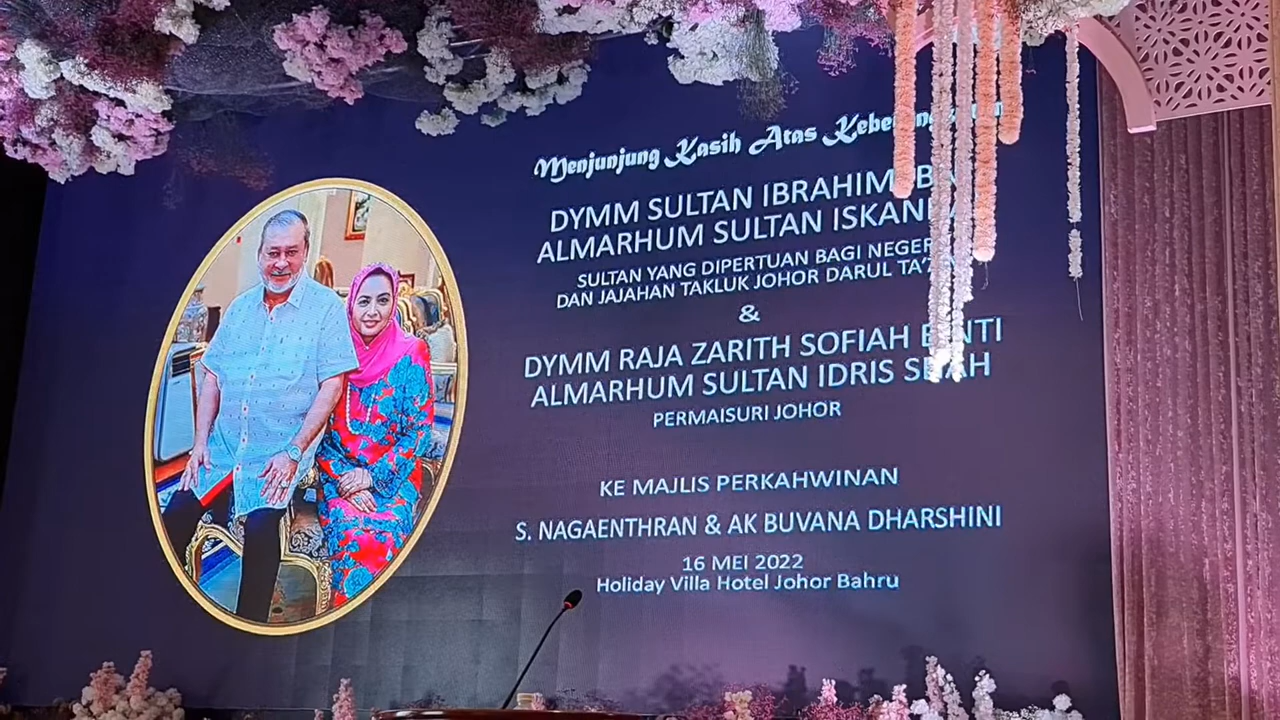 Menjunjung Kasih Atas
DYMM SULTAN IBRAHIM
ALMARHUM SULTAN
SULTAN YANG DIPERTUAN BAGI
DAN JAJAHAN TAKLUK JOHOR DARUL
&
DYMM RAJA ZARITH SOFIAH BINTI
ALMARHUM SULTAN IDRIS SHAH
PERMAISURI JOHOR
KE MAJLIS PERKAHWINAN
S. NAGAENTHRAN & AK BUVANA DHARSHINI
16 MEI 2022
Holiday Villa Hotel Johor Bahru